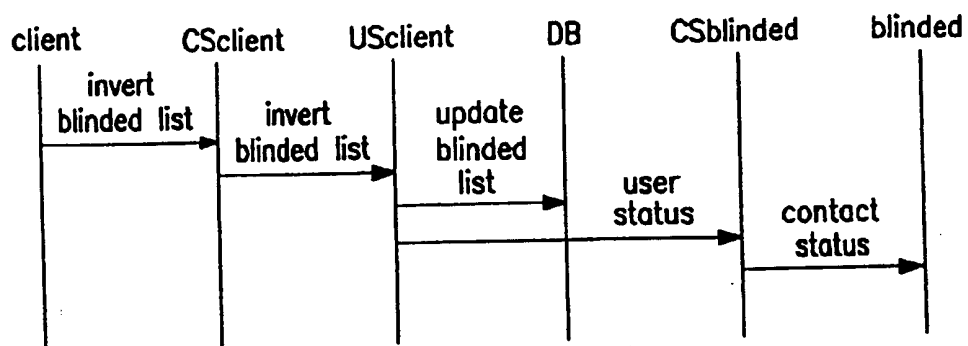 client CSclient USclient DB CSblinded blinded
invert
blinded list
invert
blinded list
update
blinded
list
user
status
contact
status